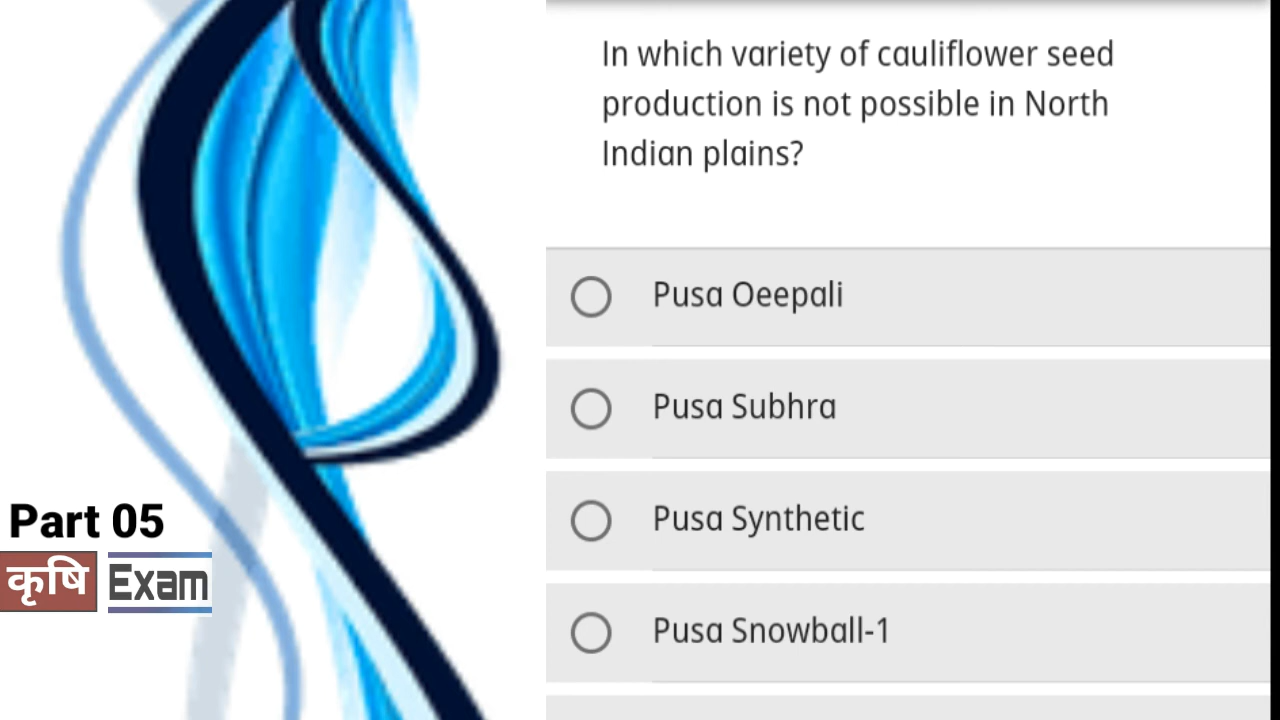 In which variety of cauliflower seed
production is not possible in North
Indian plains?
Pusa Oeepali
Pusa Subhra
Pusa Synthetic
Pusa Snowball-1
Part 05
कृषि Exam